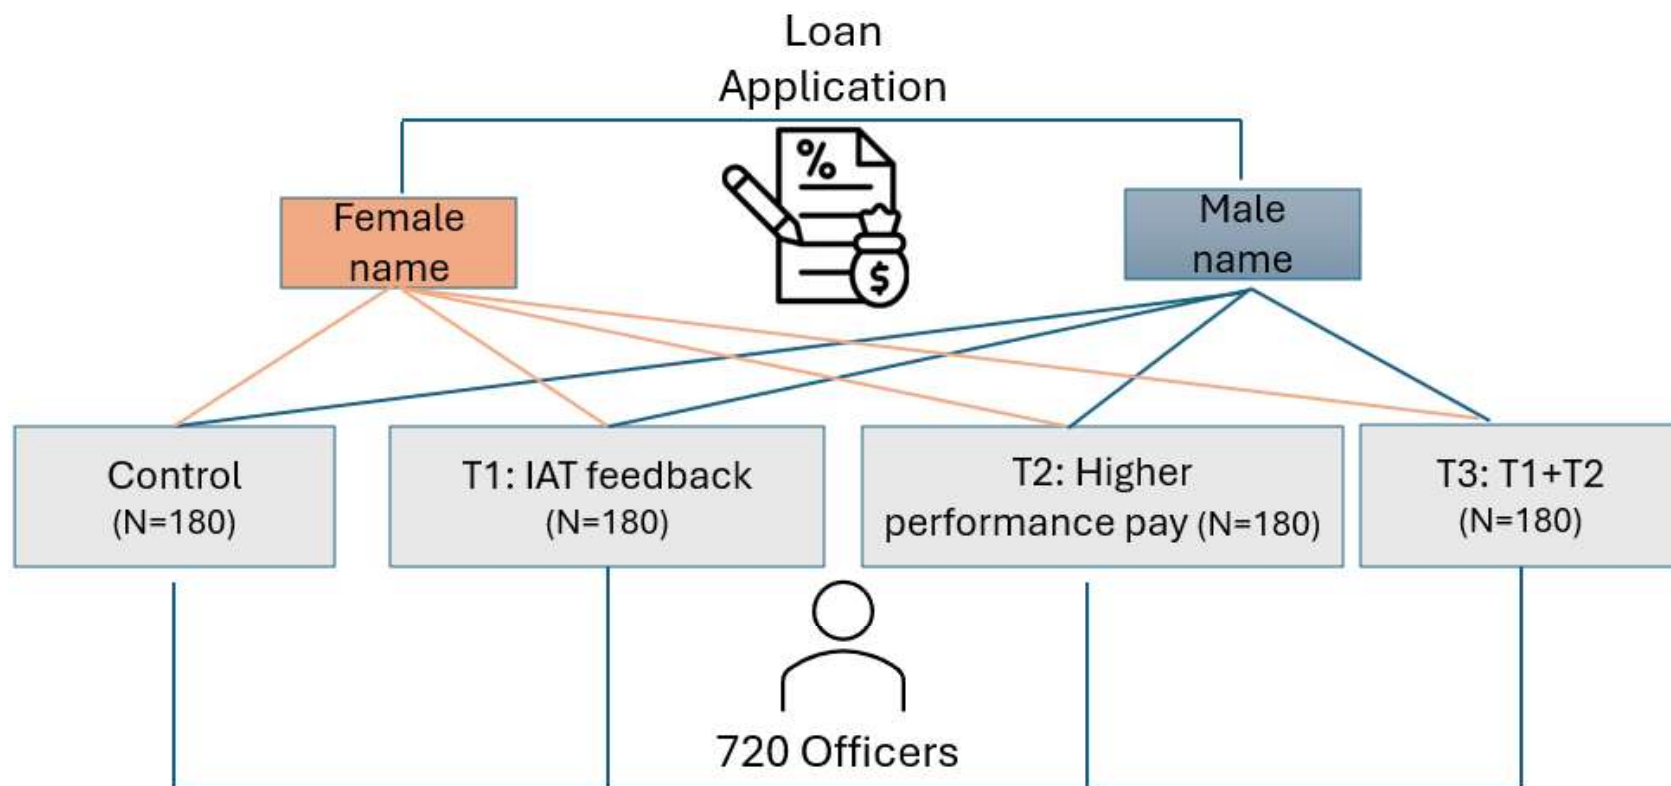 Loan
Application
%
Female
name
Male
name
$
Control
(N=180)
T1: IAT feedback
(N=180)
T2: Higher
performance pay (N=180)
T3: T1+T2
(N=180)
720 Officers